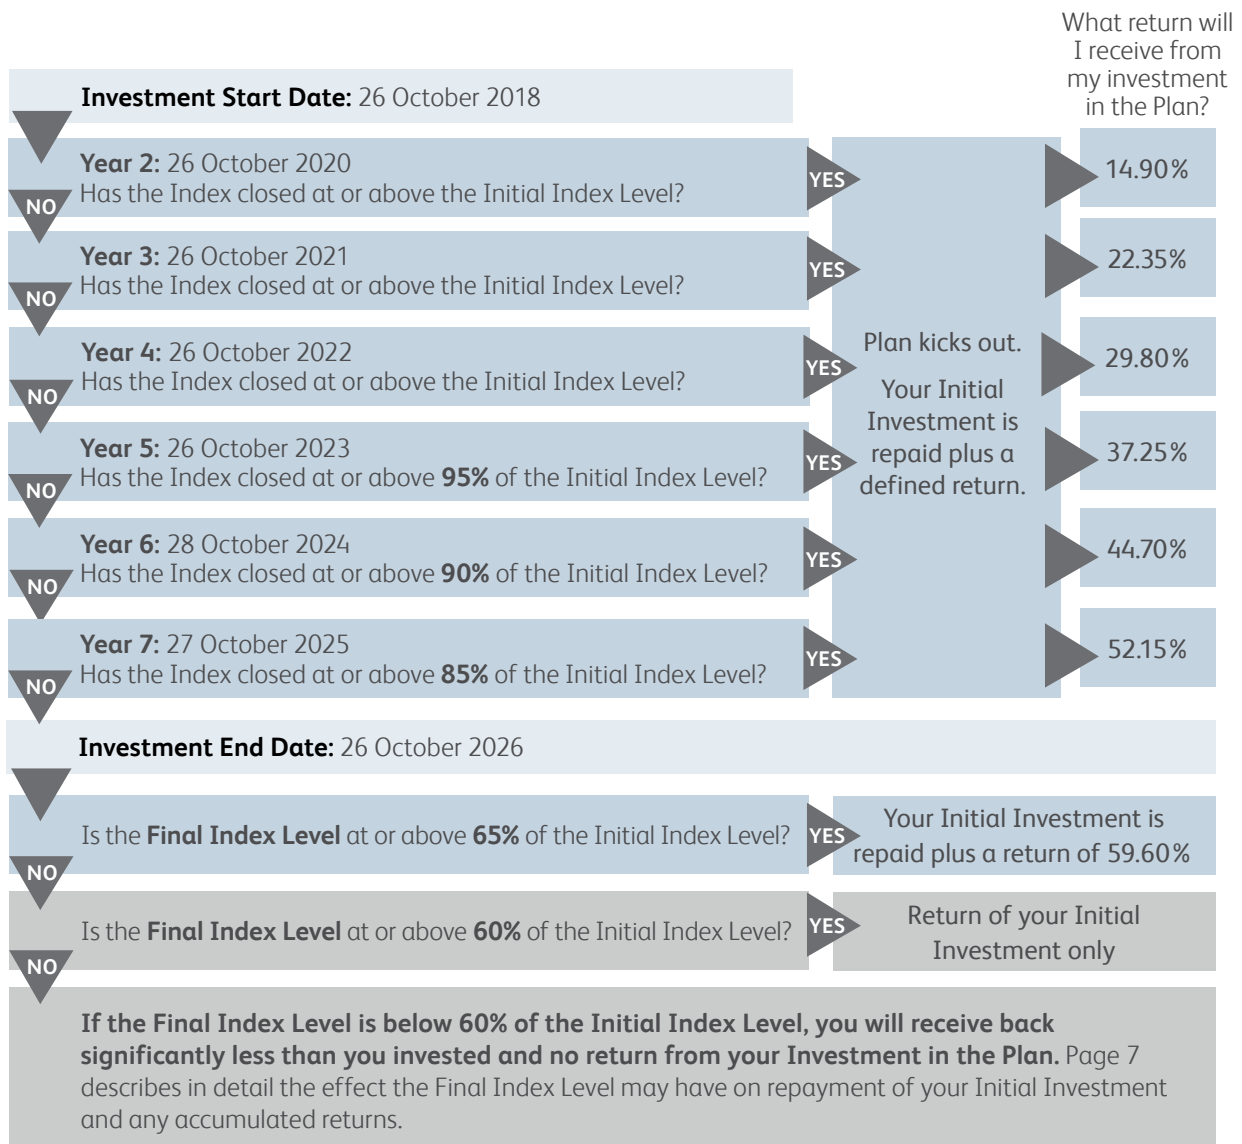 What return will
I receive from
my investment
in the Plan?
Investment Start Date: 26 October 2018
Year 2: 26 October 2020
Has the Index closed at or above the Initial Index Level?
YES
14.90%
NO
Year 3: 26 October 2021
Has the Index closed at or above the Initial Index Level?
YES
22.35%
NO
Year 4: 26 October 2022
Has the Index closed at or above the Initial Index Level?
YES
29.80%
NO
Year 5: 26 October 2023
Has the Index closed at or above 95% of the Initial Index Level?
YES
37.25%
NO
Year 6: 28 October 2024
Has the Index closed at or above 90% of the Initial Index Level?
YES
44.70%
NO
Year 7: 27 October 2025
Has the Index closed at or above 85% of the Initial Index Level?
YES
52.15%
NO
Plan kicks out.
Your Initial
Investment is
repaid plus a
defined return.
Investment End Date: 26 October 2026
Is the Final Index Level at or above 65% of the Initial Index Level?
YES
Your Initial Investment is
repaid plus a return of 59.60%
NO
Is the Final Index Level at or above 60% of the Initial Index Level?
YES
Return of your Initial
Investment only
NO
If the Final Index Level is below 60% of the Initial Index Level, you will receive back
significantly less than you invested and no return from your Investment in the Plan. Page 7
describes in detail the effect the Final Index Level may have on repayment of your Initial Investment
and any accumulated returns.